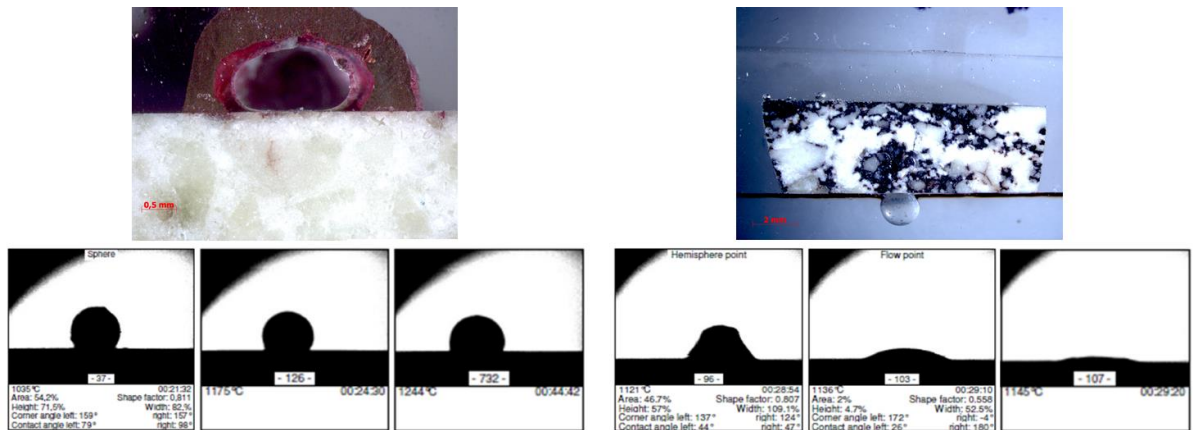 0,5 mm
2 mm
Sphere
- 37 -
1035 °C 00:21:32
Area: 54,2% Shape factor: 0,811
Height: 71,5% Width: 82,%
Corner angle left: 159° right: 157°
Contact angle left: 79° right: 98°
- 126 -
1175 °C 00:24:30
- 732 -
1244 °C 00:44:42
Hemisphere point
- 96 -
1121 °C 00:28:54
Area: 46.7% Shape factor: 0.807
Height: 57% Width: 109.1%
Corner angle left: 137° right: 124°
Contact angle left: 44° right: 47°
Flow point
- 103 -
1136 °C 00:29:10
Area: 2% Shape factor: 0.558
Height: 4.7% Width: 52.5%
Corner angle left: 172° right: -4°
Contact angle left: 26° right: 180°
- 107 -
1145 °C 00:29:20